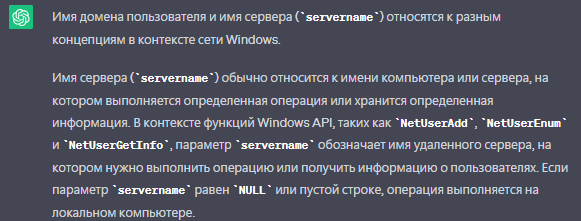 Имя домена пользователя и имя сервера (`servername`) относятся к разным
концепциям в контексте сети Windows.
Имя сервера (`servername`) обычно относится к имени компьютера или сервера, на
котором выполняется определенная операция или хранится определенная
информация. В контексте функций Windows API, таких как `NetUserAdd`, `NetUserEnum`
и `NetUserGetInfo`, параметр `servername` обозначает имя удаленного сервера, на
котором нужно выполнить операцию или получить информацию о пользователях. Если
параметр `servername` равен `NULL` или пустой строке, операция выполняется на
локальном компьютере.